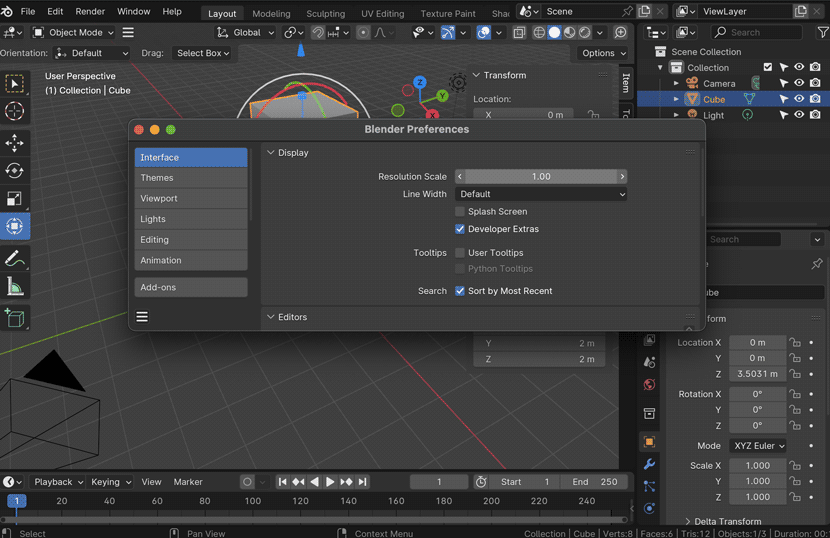 File Edit Render Window Help Layout Modeling Sculpting UV Editing Texture Paint Sha Scene ViewLayer
Object Mode Global Search
Orientation: Default Drag: Select Box Options
Scene Collection
Collection
Camera
Cube
Light
User Perspective
(1) Collection | Cube
Z
Y
X
Transform
Location:
X 0 m
Item
Blender Preferences
Interface
Themes
Viewport
Lights
Editing
Animation
Add-ons
Display
Resolution Scale 1.00
Line Width Default
Splash Screen
Developer Extras
Tooltips User Tooltips
Python Tooltips
Search Sort by Most Recent
Editors
Y 2 m
Z 2 m
Search
ube
form
Location X 0 m
Y 0 m
Z 3.5031 m
Rotation X 0°
Y 0°
Z 0°
Mode XYZ Euler
Scale X 1.000
Y 1.000
Z 1.000
Delta Transform
Playback Keying View Marker 1 Start 1 End 250
1 20 40 60 80 100 120 140 160 180 200 220 240
Select Pan View Context Menu Collection | Cube | Verts:8 | Faces:6 | Tris:12 | Objects:1/3 | Duration: 00: